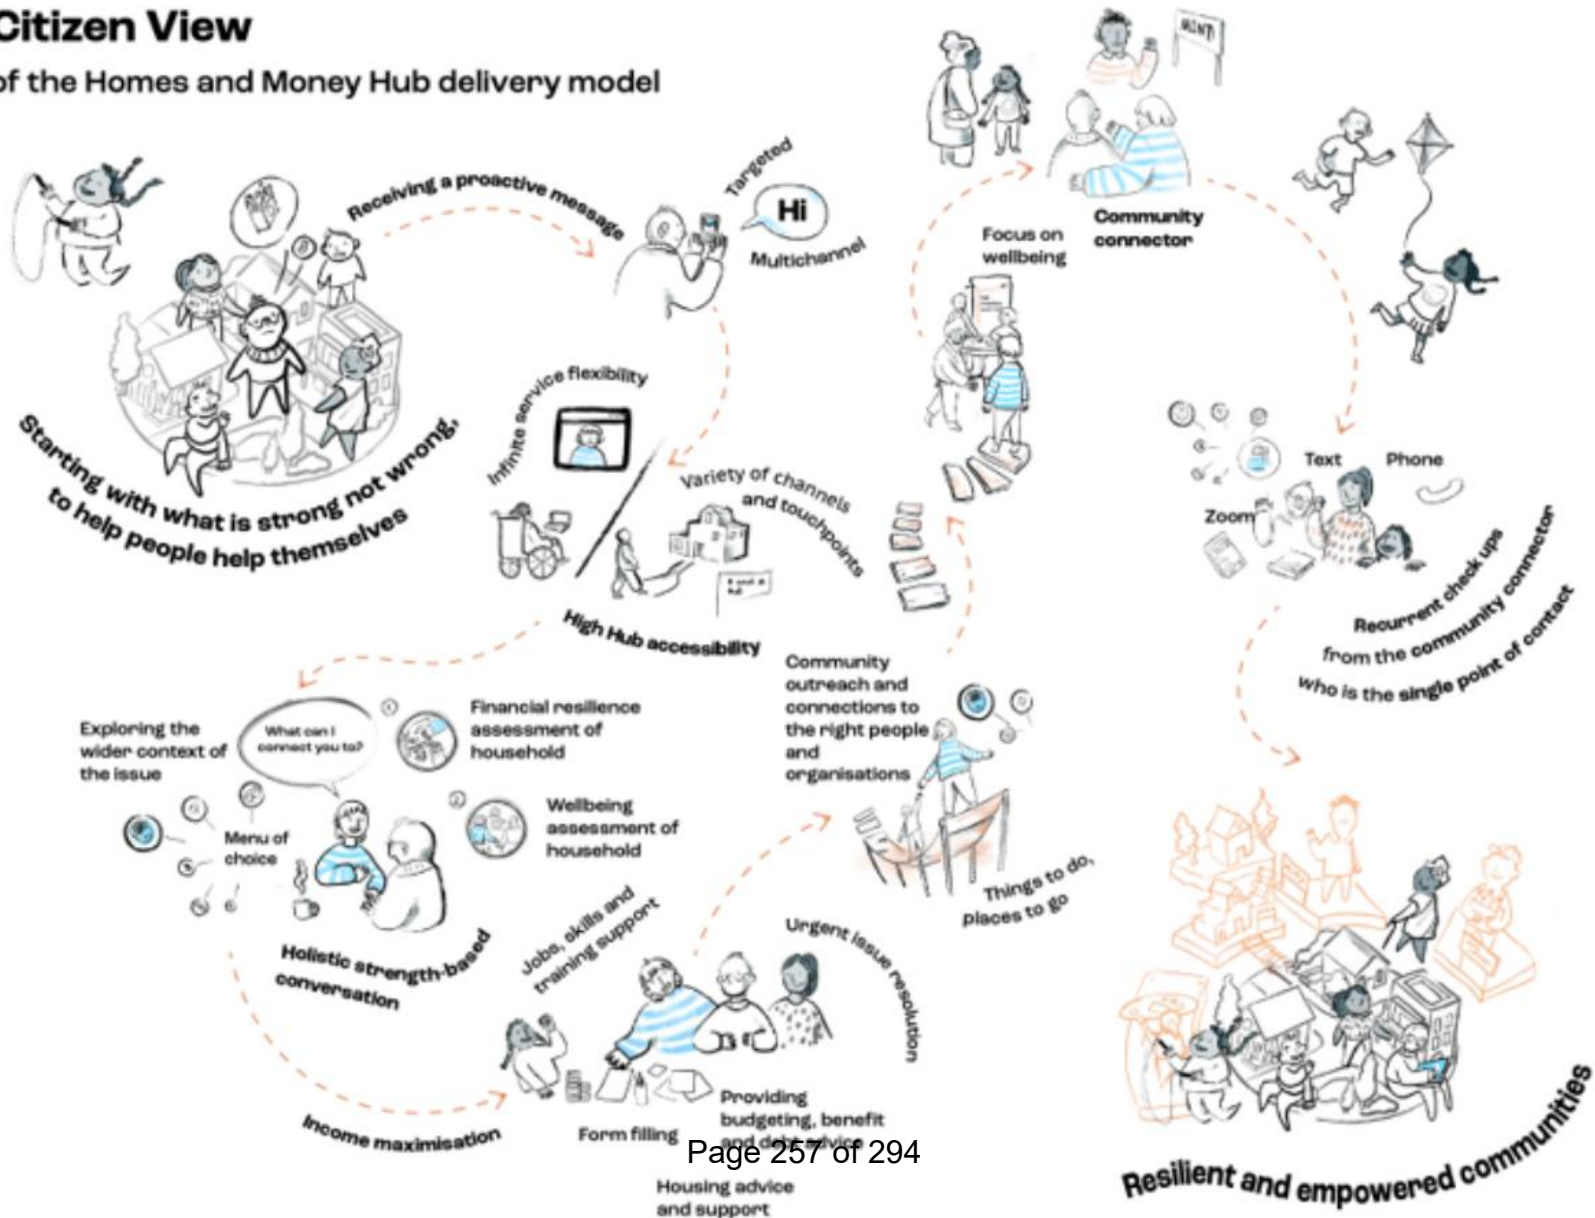 Citizen View
of the Homes and Money Hub delivery model
Starting with what is strong not wrong,
to help people help themselves
Receiving a proactive message
Targeted
Hi
Multichannel
Infinite service flexibility
Variety of channels
and touchpoints
High Hub accessibility
Exploring the
wider context of
the issue
What can I
connect you to?
Menu of
choice
1
Financial resilience
assessment of
household
2
Wellbeing
assessment of
household
Holistic strength-based
conversation
Income maximisation
Jobs, skills and
training support
Form filling
Urgent issue resolution
Providing
budgeting, benefit
and debt advice
Housing advice
and support
Community
outreach and
connections to
the right people
and
organisations
Things to do,
places to go
Focus on
wellbeing
Community
connector
Text
Phone
Zoom
Recurrent check ups
from the community connector
who is the single point of contact
Resilient and empowered communities
Page 257 of 294